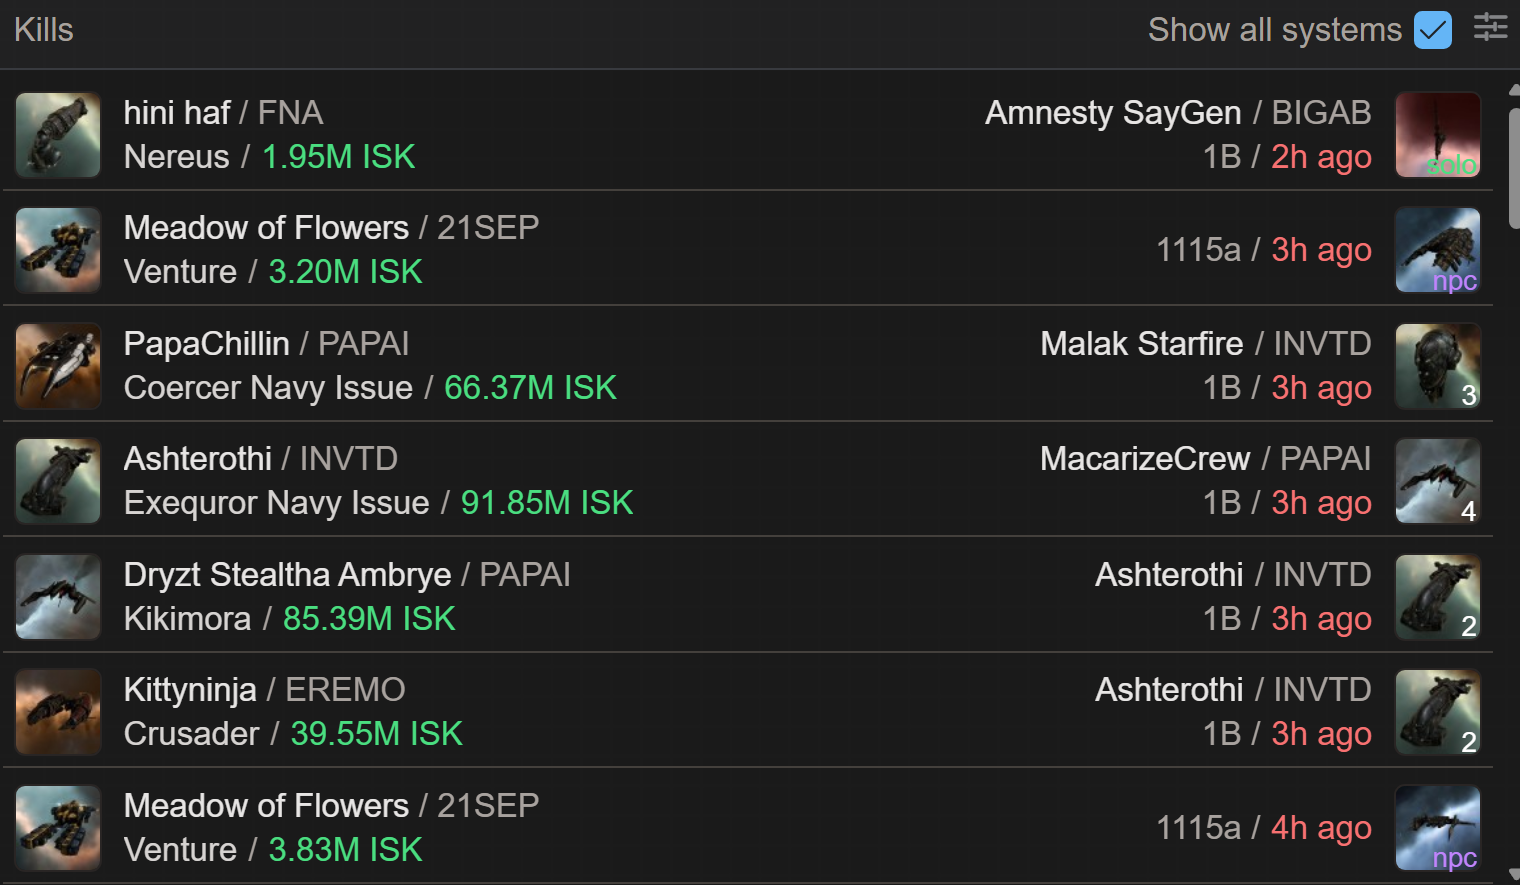 Kills
Show all systems
hini haf / FNA
Amnesty SayGen / BIGAB
Nereus / 1.95M ISK
1B / 2h ago
solo
Meadow of Flowers / 21SEP
Venture / 3.20M ISK
1115a / 3h ago
npc
PapaChillin / PAPAI
Malak Starfire / INVTD
Coercer Navy Issue / 66.37M ISK
1B / 3h ago
3
Ashterothi / INVTD
MacarizeCrew / PAPAI
Exequror Navy Issue / 91.85M ISK
1B / 3h ago
4
Dryzt Stealtha Ambrye / PAPAI
Ashterothi / INVTD
Kikimora / 85.39M ISK
1B / 3h ago
2
Kittyninja / EREMO
Ashterothi / INVTD
Crusader / 39.55M ISK
1B / 3h ago
2
Meadow of Flowers / 21SEP
Venture / 3.83M ISK
1115a / 4h ago
npc